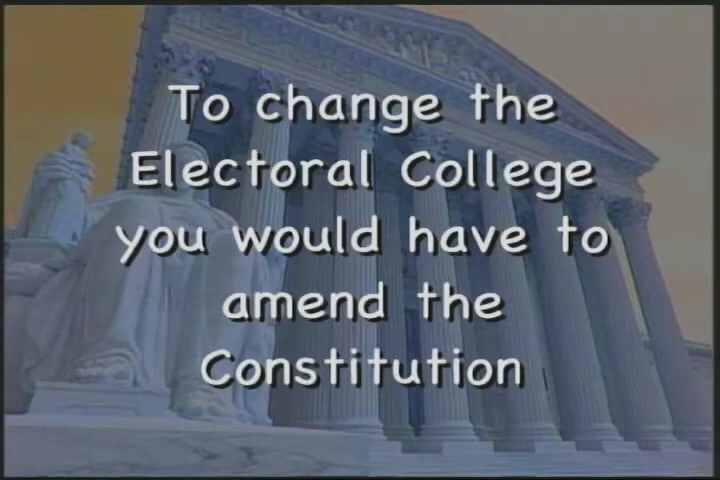 To change the
Electoral College
you would have to
amend the
Constitution